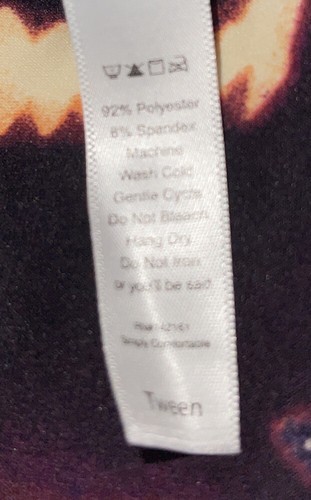 92% Polyester
8% Spandex
Machine
Wash Cold
Gentle Cycle
Do Not Bleach
Hang Dry
Do Not Iron
or you'll be sad
Simply Comfortable
Tween